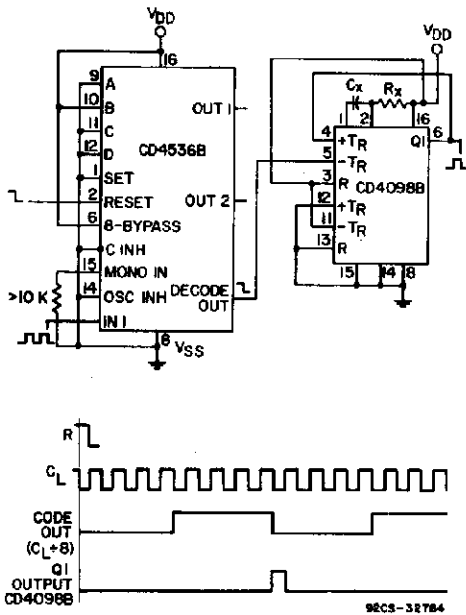 VDD
16
9 A
10 B
11 C
12 D
1 SET
2 RESET
6 8-BYPASS
C INH
15 MONO IN
14 OSC INH
IN 1
>10 K
CD4536B
OUT 1
OUT 2
DECODE
OUT
8 VSS
VDD
CX
RX
1 2 16
4 +TR
5 -TR
3 R
12 +TR
11 -TR
13 R
Q1 6
CD4098B
15 14 8
R
CL
CODE
OUT
(CL÷8)
Q1
OUTPUT
CD4098B
92CS-32784